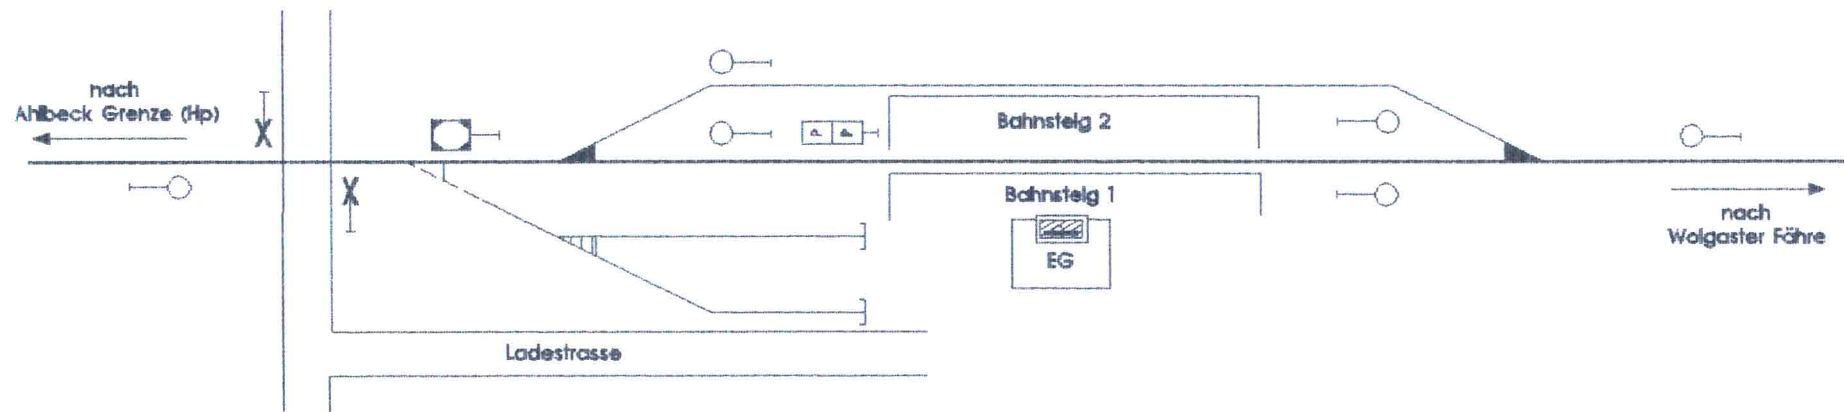 nach
Ahlbeck Grenze (Hp)
P P
Bahnsteig 2
Bahnsteig 1
EG
nach
Wolgaster Fähre
Ladestrasse